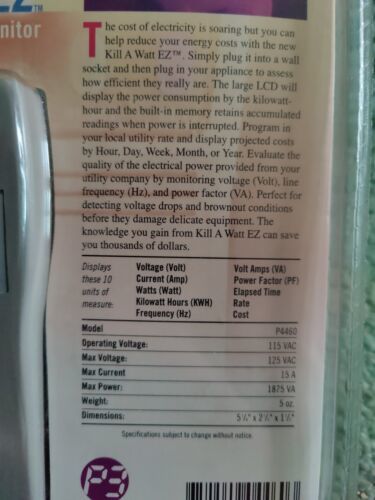 EZ™
nitor
The cost of electricity is soaring but you can
help reduce your energy costs with the new
Kill A Watt EZ™. Simply plug it into a wall
socket and then plug in your appliance to assess
how efficient they really are. The large LCD will
display the power consumption by the kilowatt-
hour and the built-in memory retains accumulated
readings when power is interrupted. Program in
your local utility rate and display projected costs
by Hour, Day, Week, Month, or Year. Evaluate the
quality of the electrical power provided from your
utility company by monitoring voltage (Volt), line
frequency (Hz), and power factor (VA). Perfect for
detecting voltage drops and brownout conditions
before they damage delicate equipment. The
knowledge you gain from Kill A Watt EZ can save
you thousands of dollars.
Displays Voltage (Volt) Volt Amps (VA)
these 10 Current (Amp) Power Factor (PF)
units of Watts (Watt) Elapsed Time
measure: Kilowatt Hours (KWH) Rate
Frequency (Hz) Cost
Model P4460
Operating Voltage: 115 VAC
Max Voltage: 125 VAC
Max Current 15 A
Max Power: 1875 VA
Weight: 5 oz.
Dimensions:
Specifications subject to change without notice.
P3